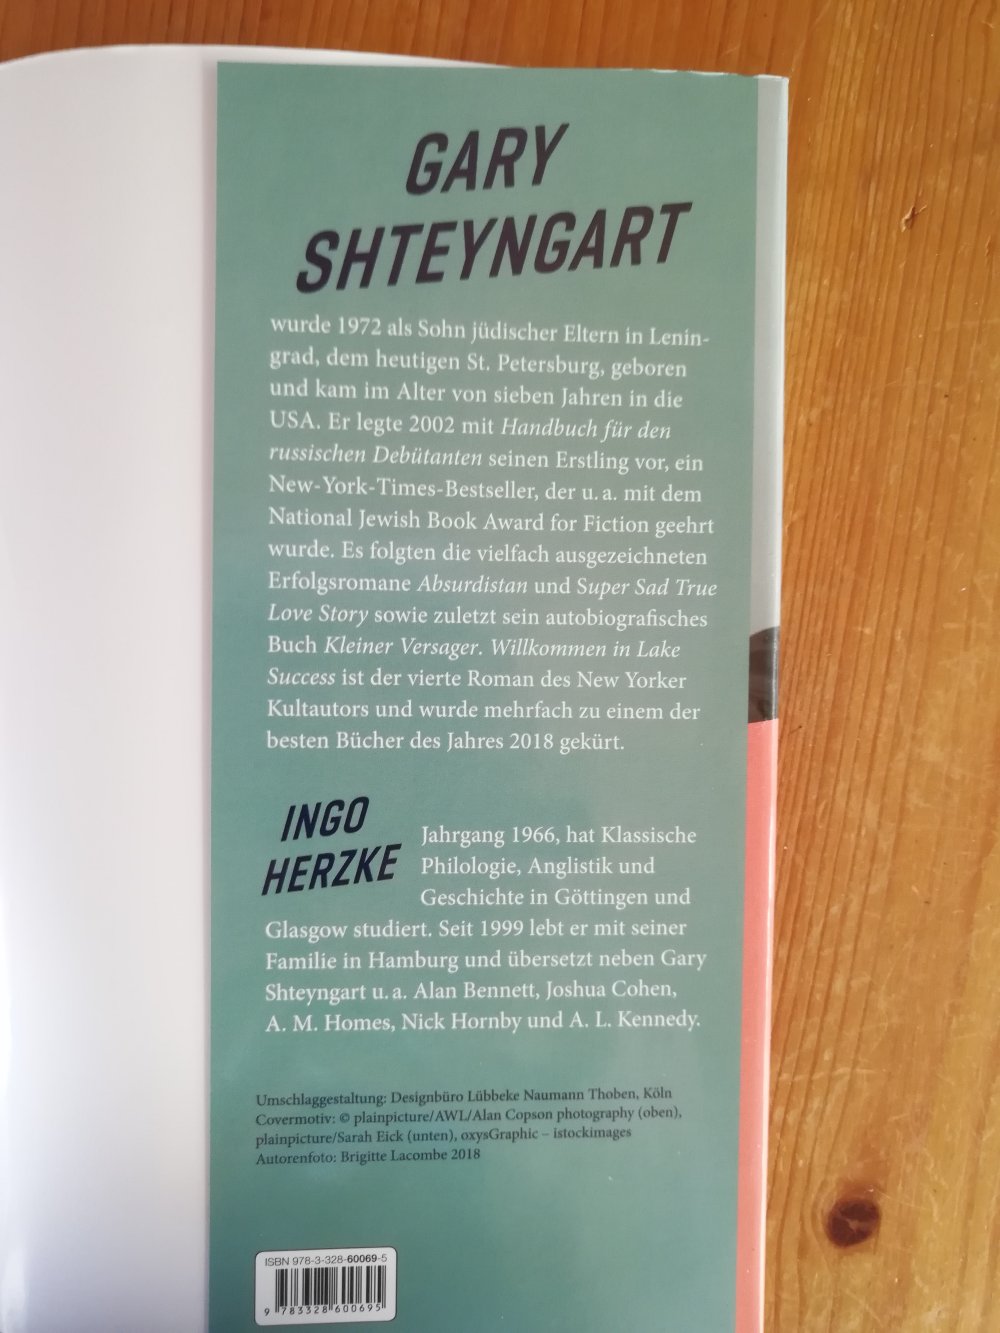 GARY
SHTEYNGART
wurde 1972 als Sohn jüdischer Eltern in Lenin-
grad, dem heutigen St. Petersburg, geboren
und kam im Alter von sieben Jahren in die
USA. Er legte 2002 mit Handbuch für den
russischen Debütanten seinen Erstling vor, ein
New-York-Times-Bestseller, der u. a. mit dem
National Jewish Book Award for Fiction geehrt
wurde. Es folgten die vielfach ausgezeichneten
Erfolgsromane Absurdistan und Super Sad True
Love Story sowie zuletzt sein autobiografisches
Buch Kleiner Versager. Willkommen in Lake
Success ist der vierte Roman des New Yorker
Kultautors und wurde mehrfach zu einem der
besten Bücher des Jahres 2018 gekürt.
INGO
HERZKE
Jahrgang 1966, hat Klassische
Philologie, Anglistik und
Geschichte in Göttingen und
Glasgow studiert. Seit 1999 lebt er mit seiner
Familie in Hamburg und übersetzt neben Gary
Shteyngart u. a. Alan Bennett, Joshua Cohen,
A. M. Homes, Nick Hornby und A. L. Kennedy.
Umschlaggestaltung: Designbüro Lübbeke Naumann Thoben, Köln
Covermotiv: © plainpicture/AWL/Alan Copson photography (oben),
plainpicture/Sarah Eick (unten), oxysGraphic – istockimages
Autorenfoto: Brigitte Lacombe 2018
ISBN 978-3-328-60069-5
9 783328 600695